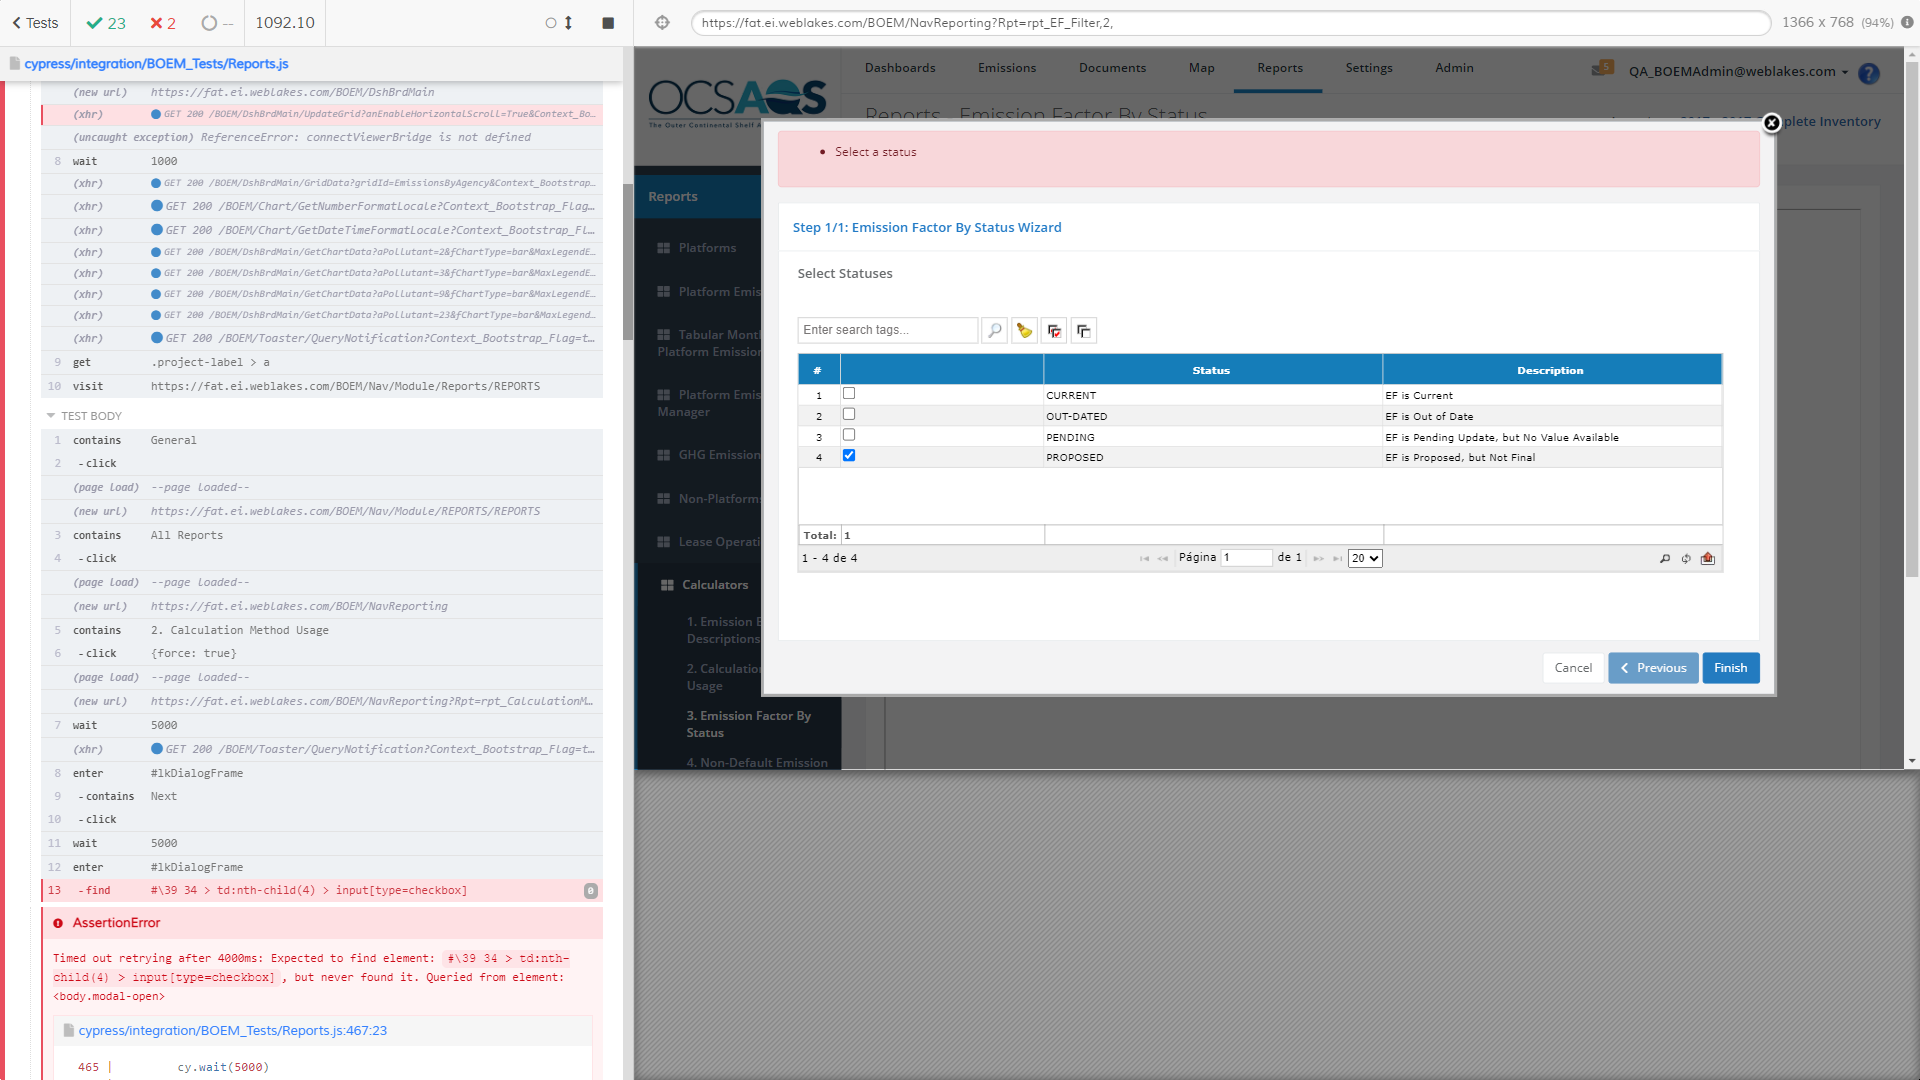 Tests
23
2
--
1092.10
https://fat.ei.weblakes.com/BOEM/NavReporting?Rpt=rpt_EF_Filter,2,
1366 x 768 (94%)
cypress/integration/BOEM_Tests/Reports.js
(new url) https://fat.ei.weblakes.com/BOEM/DshBrdMain
(xhr) GET 200 /BOEM/DshBrdMain/UpdateGrid?anEnableHorizontalScroll=True&Context_Bo...
(uncaught exception) ReferenceError: connectViewerBridge is not defined
8 wait 1000
(xhr) GET 200 /BOEM/DshBrdMain/GridData?gridId=EmissionsByAgency&Context_Bootstrap...
(xhr) GET 200 /BOEM/Chart/GetNumberFormatLocale?Context_Bootstrap_Flag...
(xhr) GET 200 /BOEM/Chart/GetDateTimeFormatLocale?Context_Bootstrap_Fl...
(xhr) GET 200 /BOEM/DshBrdMain/GetChartData?aPollutant=2&fChartType=bar&MaxLegendE...
(xhr) GET 200 /BOEM/DshBrdMain/GetChartData?aPollutant=3&fChartType=bar&MaxLegendE...
(xhr) GET 200 /BOEM/DshBrdMain/GetChartData?aPollutant=9&fChartType=bar&MaxLegendE...
(xhr) GET 200 /BOEM/DshBrdMain/GetChartData?aPollutant=23&fChartType=bar&MaxLegend...
(xhr) GET 200 /BOEM/Toaster/QueryNotification?Context_Bootstrap_Flag=t...
9 get .project-label > a
10 visit https://fat.ei.weblakes.com/BOEM/Nav/Module/Reports/REPORTS
TEST BODY
1 contains General
2 -click
(page load) --page loaded--
(new url) https://fat.ei.weblakes.com/BOEM/Nav/Module/REPORTS/REPORTS
3 contains All Reports
4 -click
(page load) --page loaded--
(new url) https://fat.ei.weblakes.com/BOEM/NavReporting
5 contains 2. Calculation Method Usage
6 -click {force: true}
(page load) --page loaded--
(new url) https://fat.ei.weblakes.com/BOEM/NavReporting?Rpt=rpt_CalculationM...
7 wait 5000
(xhr) GET 200 /BOEM/Toaster/QueryNotification?Context_Bootstrap_Flag=t...
8 enter #lkDialogFrame
9 -contains Next
10 -click
11 wait 5000
12 enter #lkDialogFrame
13 -find #\39 34 > td:nth-child(4) > input[type=checkbox] 0
AssertionError
Timed out retrying after 4000ms: Expected to find element: #\39 34 > td:nth-
child(4) > input[type=checkbox] , but never found it. Queried from element:
<body.modal-open>
cypress/integration/BOEM_Tests/Reports.js:467:23
465 | cy.wait(5000)
OCSAQS
The Outer Continental Shelf A
Dashboards
Emissions
Documents
Map
Reports
Settings
Admin
5
QA_BOEMAdmin@weblakes.com
?
Reports - Emission Factor By Status
plete Inventory
Reports
Platforms
Platform Emis
Tabular Mont
Platform Emission
Platform Emis
Manager
GHG Emission
Non-Platform
Lease Operati
Calculators
1. Emission E
Descriptions
2. Calculation
Usage
3. Emission Factor By
Status
4. Non-Default Emission
Select a status
Step 1/1: Emission Factor By Status Wizard
Select Statuses
Enter search tags...
# Status Description
1 CURRENT EF is Current
2 OUT-DATED EF is Out of Date
3 PENDING EF is Pending Update, but No Value Available
4 PROPOSED EF is Proposed, but Not Final
Total: 1
1 - 4 de 4
Página 1 de 1
20
Cancel
Previous
Finish